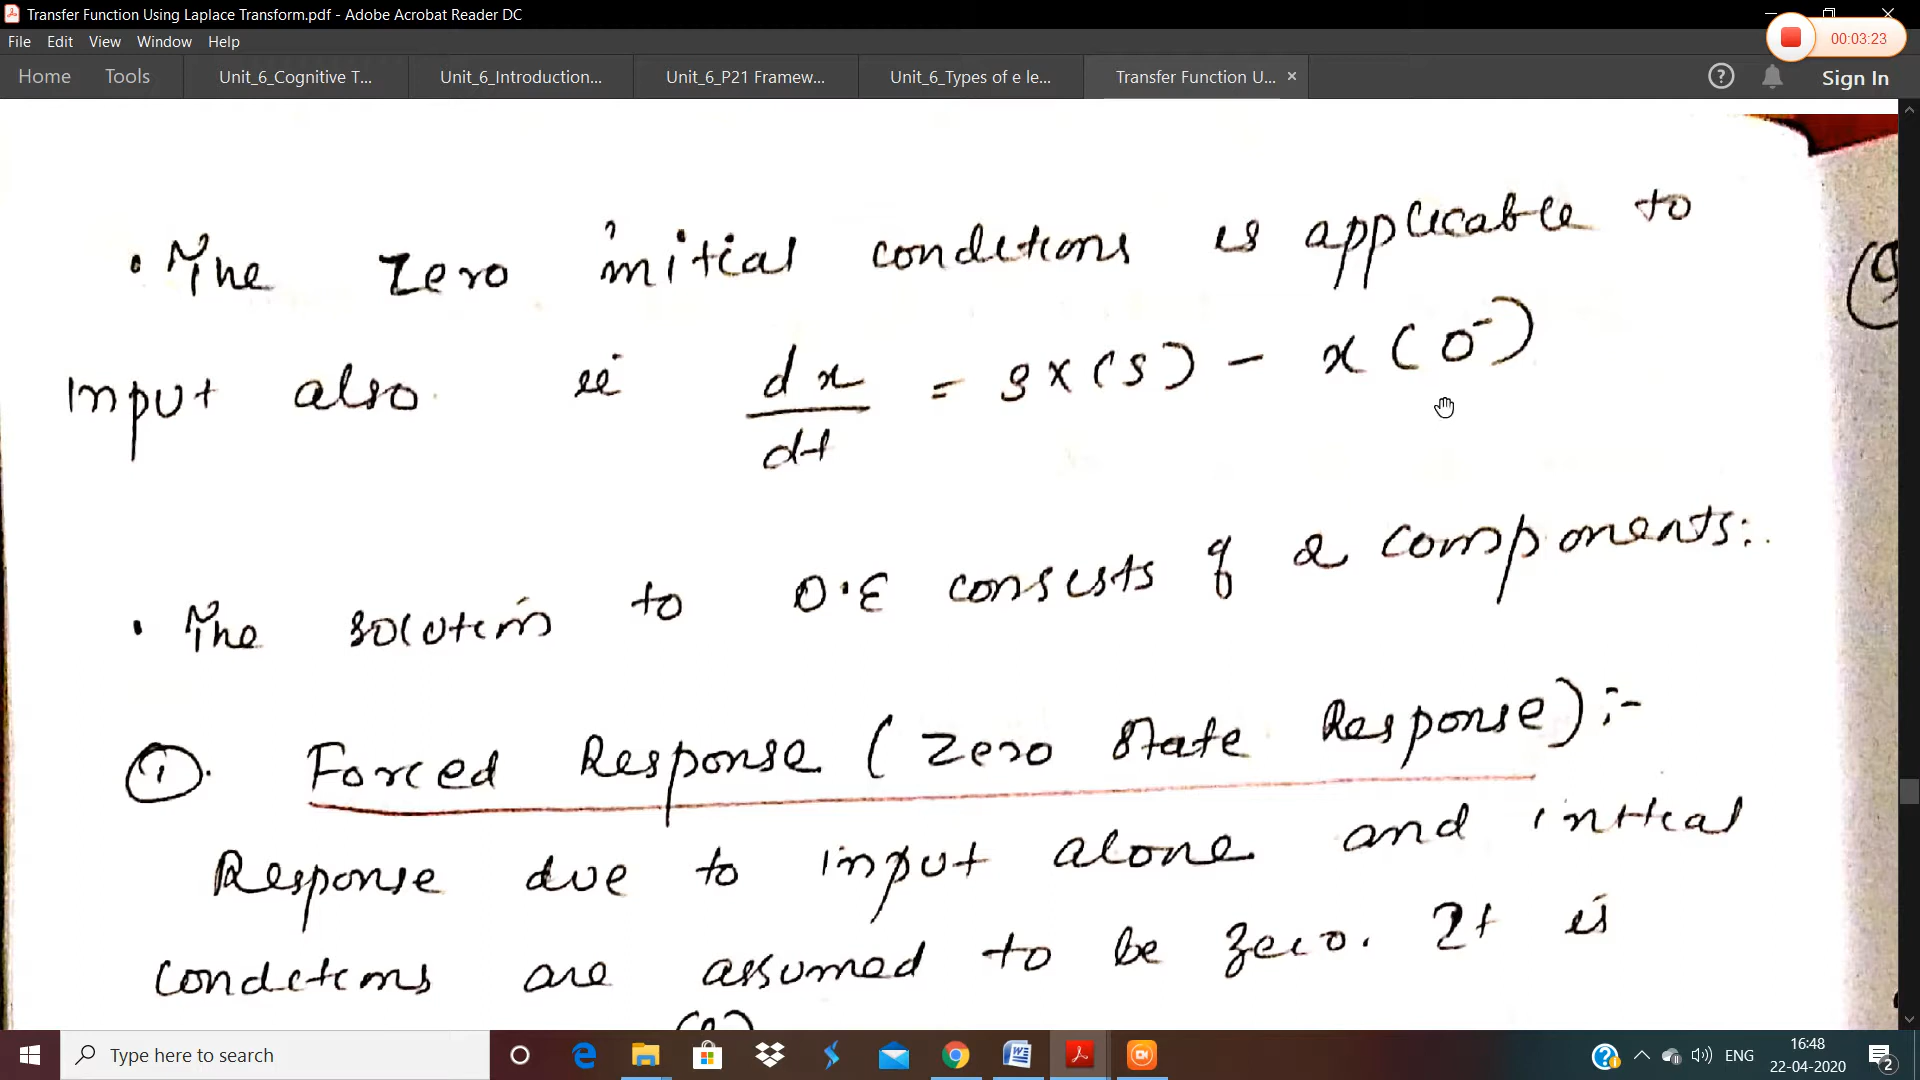 Transfer Function Using Laplace Transform.pdf - Adobe Acrobat Reader DC
File Edit View Window Help
00:03:23
Home Tools Unit_6_Cognitive T... Unit_6_Introduction... Unit_6_P21 Framew... Unit_6_Types of e le... Transfer Function U... × Sign In
• The zero initial conditions is applicable to
input also ie dx/dt = sX(s) - x(0⁻)
• The solution to D.E consists of 2 components:
① Forced Response (Zero State Response) :-
Response due to input alone and initial
conditions are assumed to be zero. It is
Type here to search
ENG
16:48
22-04-2020
2